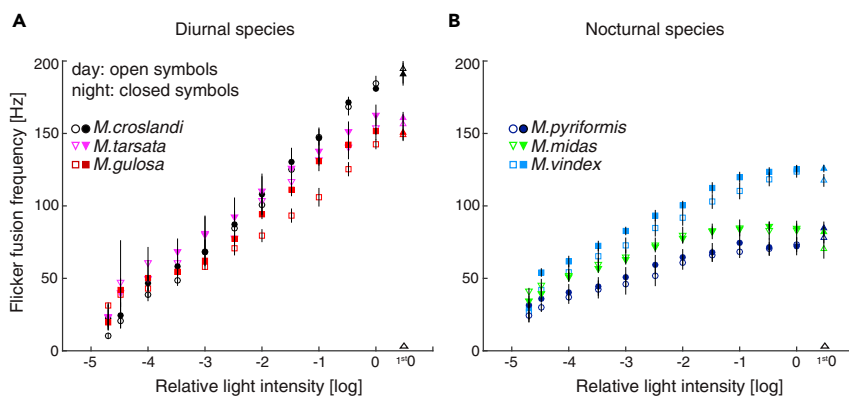 A
Diurnal species
day: open symbols
night: closed symbols
M.croslandi
M.tarsata
M.gulosa
Flicker fusion frequency [Hz]
200
150
100
50
0
-5 -4 -3 -2 -1 0 1st0
Relative light intensity [log]
B
Nocturnal species
M.pyriformis
M.midas
M.vindex
200
150
100
50
0
-5 -4 -3 -2 -1 0 1st0
Relative light intensity [log]